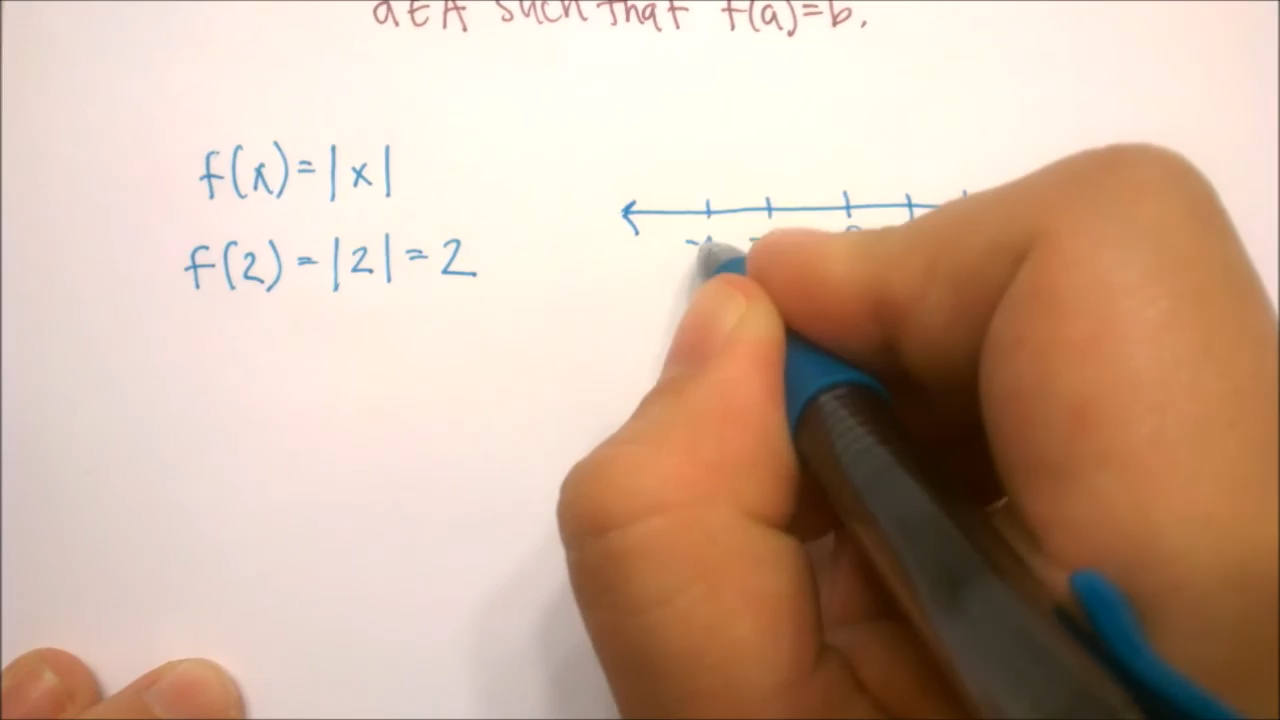 a∈A such that f(a)=b.
f(x)=|x|
f(2)=|2|=2